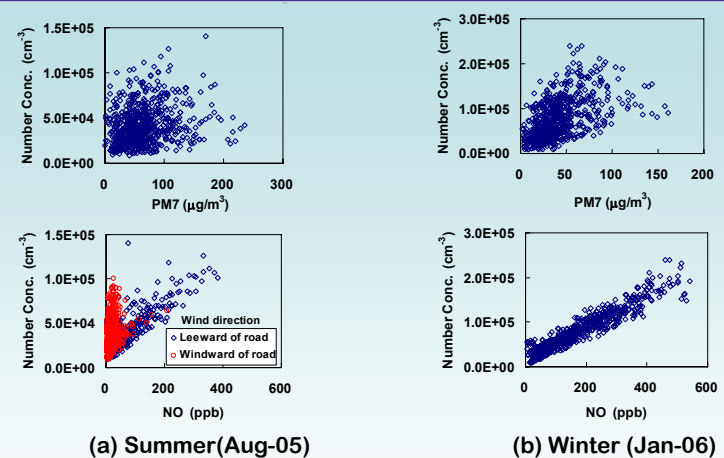 Number Conc. (cm-3)
1.5E+05
1.0E+05
5.0E+04
0.0E+00
0 100 200 300
PM7 (μg/m3)
Number Conc. (cm-3)
3.0E+05
2.0E+05
1.0E+05
0.0E+00
0 50 100 150 200
PM7 (μg/m3)
Number Conc. (cm-3)
1.5E+05
1.0E+05
5.0E+04
0.0E+00
Wind direction
Leeward of road
Windward of road
0 200 400 600
NO (ppb)
Number Conc. (cm-3)
3.0E+05
2.0E+05
1.0E+05
0.0E+00
0 200 400 600
NO (ppb)
(a) Summer(Aug-05)
(b) Winter (Jan-06)